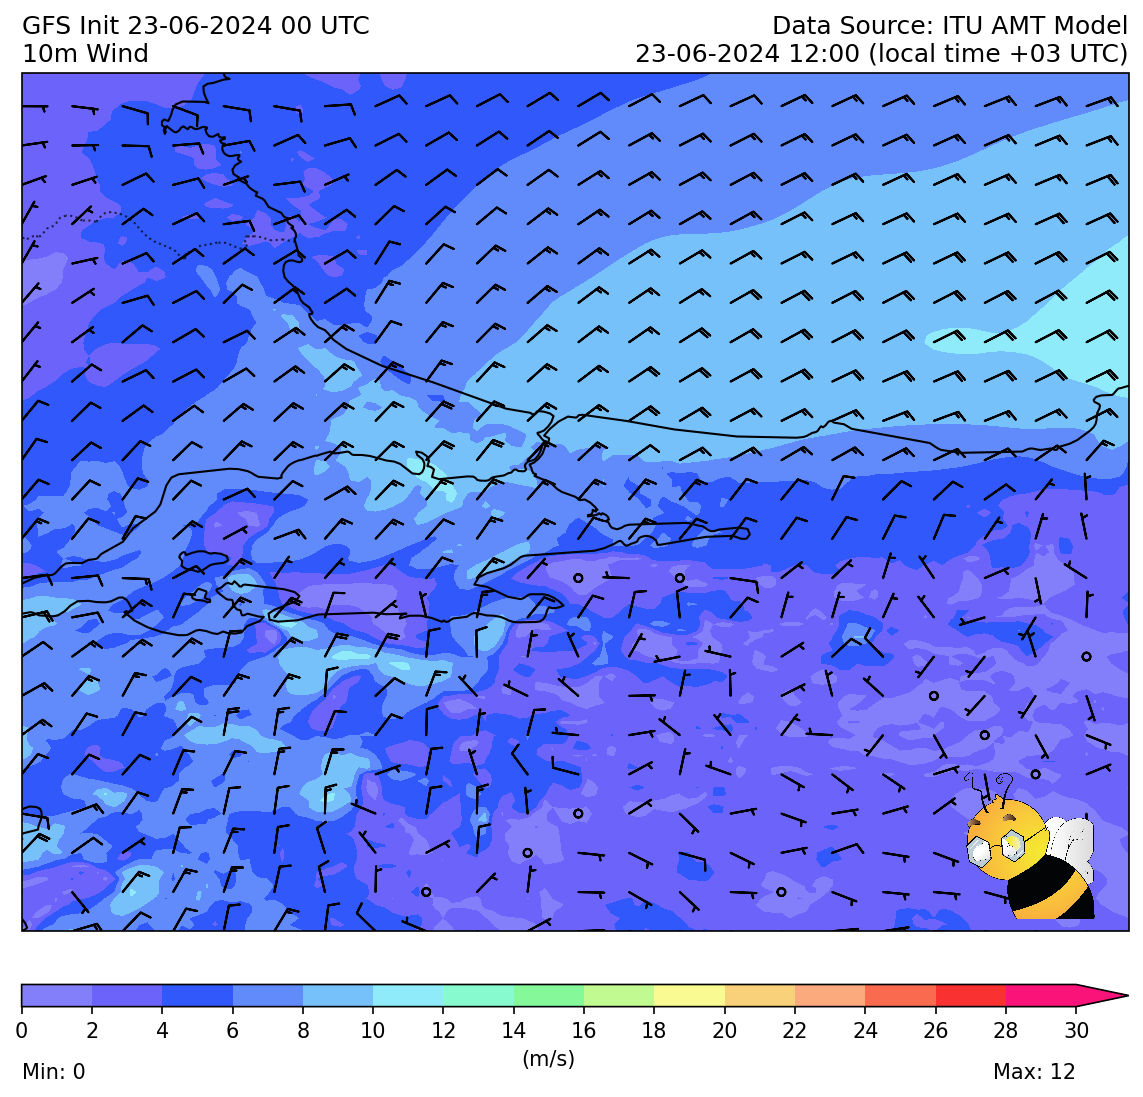 GFS Init 23-06-2024 00 UTC
Data Source: ITU AMT Model
10m Wind
23-06-2024 12:00 (local time +03 UTC)
0 2 4 6 8 10 12 14 16 18 20 22 24 26 28 30
(m/s)
Min: 0
Max: 12